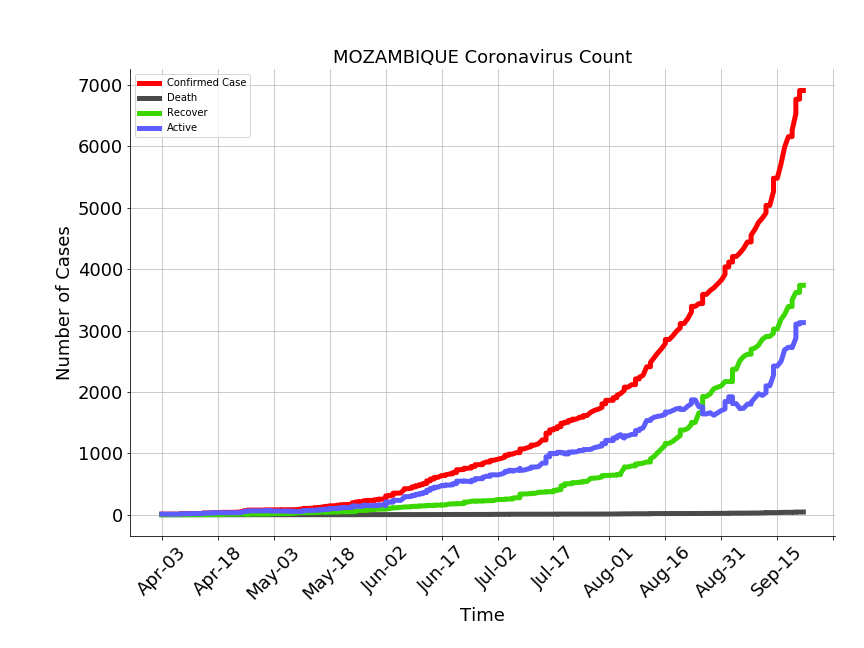 MOZAMBIQUE Coronavirus Count
Confirmed Case
Death
Recover
Active
Number of Cases
7000
6000
5000
4000
3000
2000
1000
0
Apr-03
Apr-18
May-03
May-18
Jun-02
Jun-17
Jul-02
Jul-17
Aug-01
Aug-16
Aug-31
Sep-15
Time